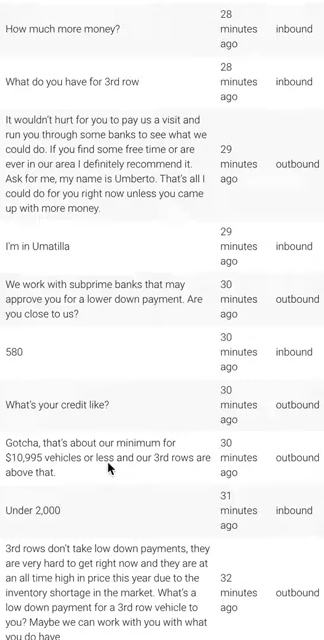 How much more money?
28 minutes ago
inbound
What do you have for 3rd row
28 minutes ago
inbound
It wouldn't hurt for you to pay us a visit and
run you through some banks to see what we
could do. If you find some free time or are
ever in our area I definitely recommend it.
Ask for me, my name is Umberto. That's all I
could do for you right now unless you came
up with more money.
29 minutes ago
outbound
I'm in Umatilla
29 minutes ago
inbound
We work with subprime banks that may
approve you for a lower down payment. Are
you close to us?
30 minutes ago
outbound
580
30 minutes ago
inbound
What's your credit like?
30 minutes ago
outbound
Gotcha, that's about our minimum for
$10,995 vehicles or less and our 3rd rows are
above that.
30 minutes ago
outbound
Under 2,000
31 minutes ago
inbound
3rd rows don't take low down payments, they
are very hard to get right now and they are at
an all time high in price this year due to the
inventory shortage in the market. What's a
low down payment for a 3rd row vehicle to
you? Maybe we can work with you with what
you do have
32 minutes ago
outbound